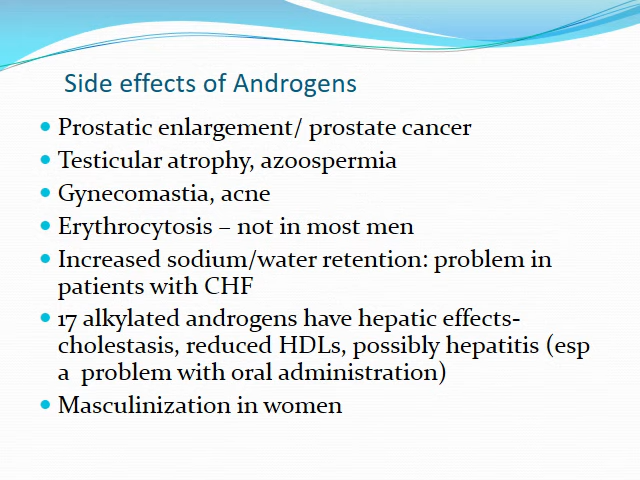 Side effects of Androgens
• Prostatic enlargement/ prostate cancer
• Testicular atrophy, azoospermia
• Gynecomastia, acne
• Erythrocytosis – not in most men
• Increased sodium/water retention: problem in
patients with CHF
• 17 alkylated androgens have hepatic effects-
cholestasis, reduced HDLs, possibly hepatitis (esp
a  problem with oral administration)
• Masculinization in women